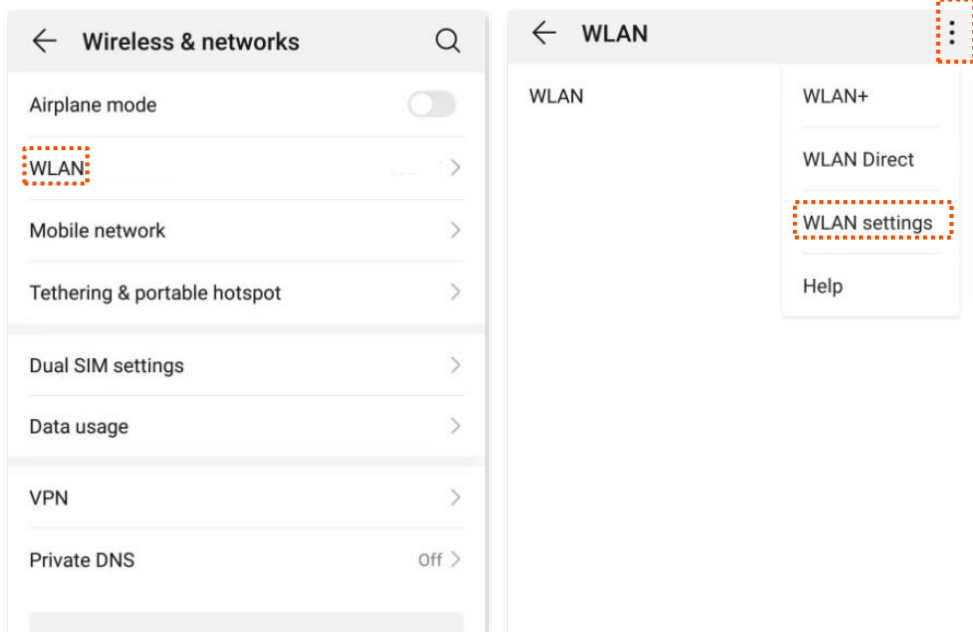 Wireless & networks
Airplane mode
WLAN
Mobile network
Tethering & portable hotspot
Dual SIM settings
Data usage
VPN
Private DNS Off
WLAN
WLAN
WLAN+
WLAN Direct
WLAN settings
Help